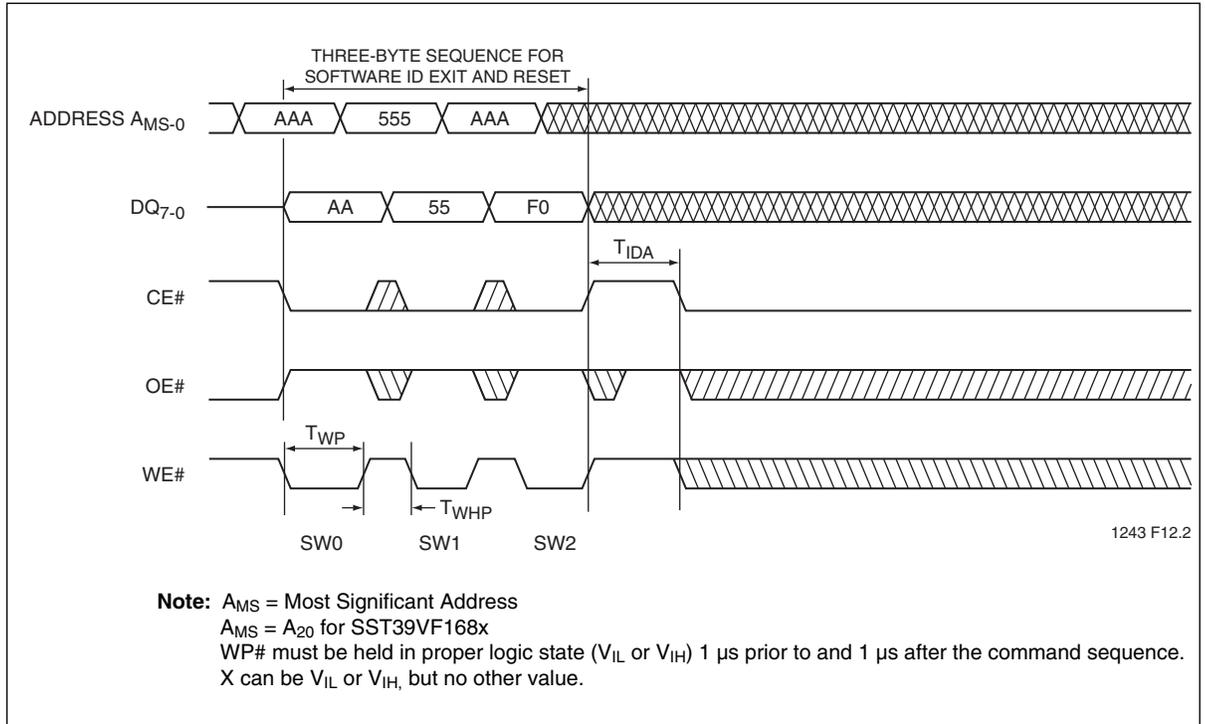 THREE-BYTE SEQUENCE FOR
SOFTWARE ID EXIT AND RESET
ADDRESS AMS-0 AAA 555 AAA
DQ7-0 AA 55 F0
TIDA
CE#
OE#
TWP
WE#
TWHP
SW0 SW1 SW2
1243 F12.2
Note: AMS = Most Significant Address
AMS = A20 for SST39VF168x
WP# must be held in proper logic state (VIL or VIH) 1 µs prior to and 1 µs after the command sequence.
X can be VIL or VIH, but no other value.